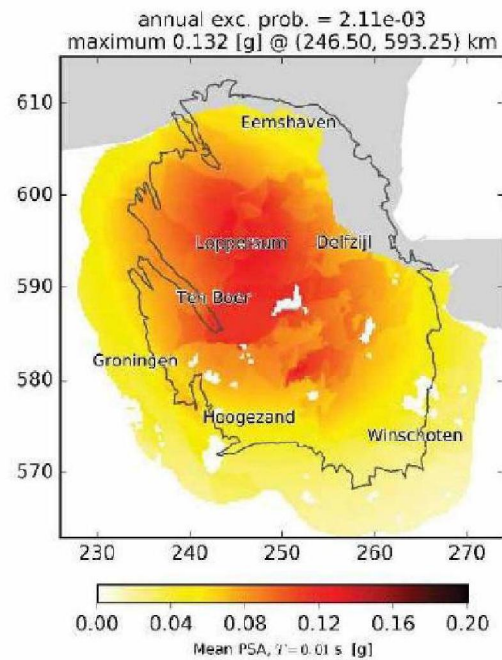 annual exc. prob. = 2.11e-03
maximum 0.132 [g] @ (246.50, 593.25) km
610
Eemshaven
600
Loppersum Delfzijl
590
Ten Boer
Groningen
580
Hoogezand
Winschoten
570
230 240 250 260 270
0.00 0.04 0.08 0.12 0.16 0.20
Mean PSA, T = 0.01 s [g]